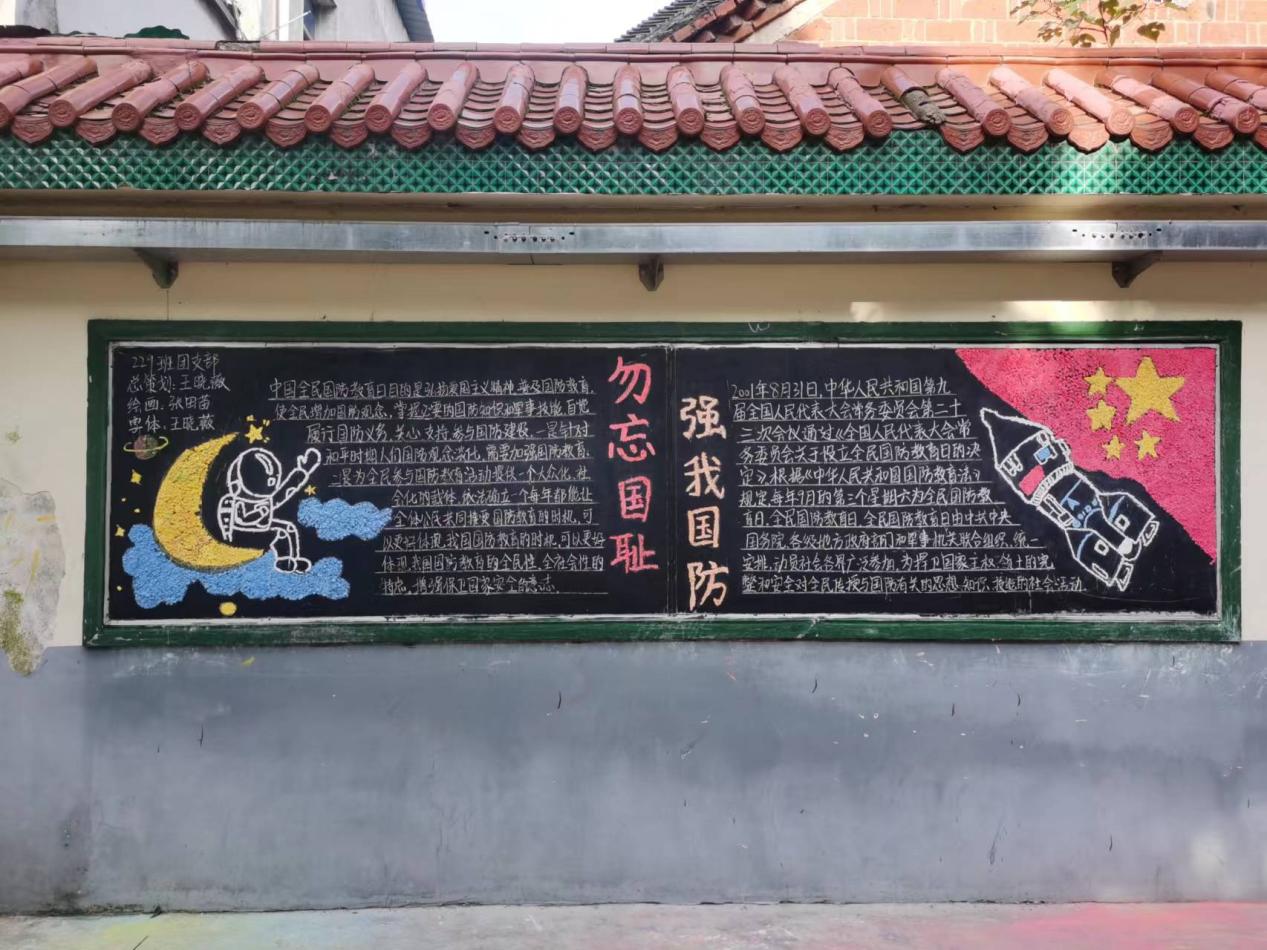 229班团支部
总策划:王晓薇
绘画:张田苗
字体:王晓薇
中国全民国防教育日目的是弘扬爱国主义精神,普及国防教育,
使全民增加国防观念,掌握必要的国防知识和军事技能,自觉
履行国防义务,关心、支持、参与国防建设。一是与针对
和平时期人们国防观念淡化,需要加强国防教育,
二是为全民参与国防教育活动提供一个大众化、社
会化的载体,依法确立一个每年都能让
全体公民共同接受国防教育的时机,可
以更好体现我国国防教育的时机,可以更好
体现我国国防教育的全民性、全社会性的
特点,增强保卫国家安全的意志。
勿忘国耻
强我国防
2001年8月31日,中华人民共和国第九
届全国人民代表大会常务委员会第二十
三次会议通过《全国人民代表大会常
务委员会关于设立全民国防教育日的决
定》根据《中华人民共和国国防教育法》
规定每年9月的第三个星期六为全民国防教
育日.全民国防教育日.全民国防教育日由中共中央、
国务院、各级地方政府部门和军事机关联合组织、统一
安排,动员社会各界广泛参加,为捍卫国家主权、领土的完
整和安全对全民传授与国防有关的思想、知识、技能的社会活动